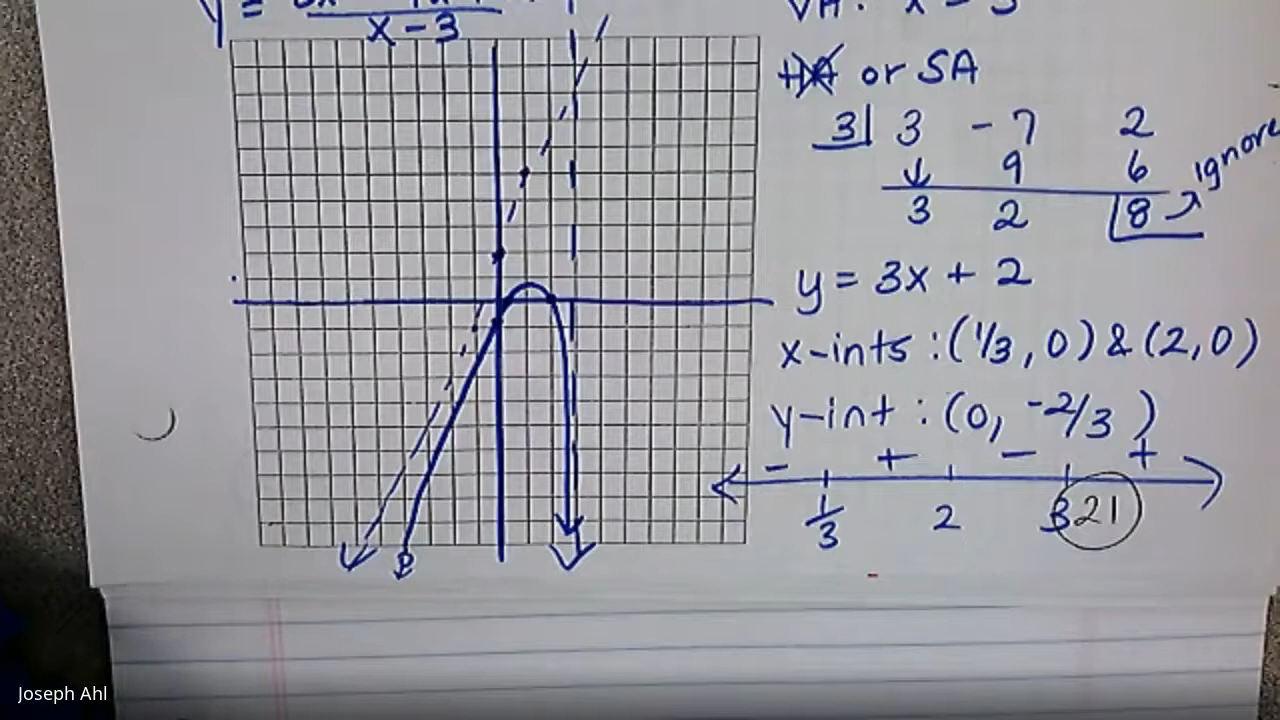 y =
x - 3
VA: x = 3
HA or SA
3 3 - 7 2
9 6 ignore
3 2 8
y = 3x + 2
x-ints : (1/3, 0) & (2,0)
y-int : (0, -2/3)
- + - +
1/3 2 3 21
Joseph Ahl